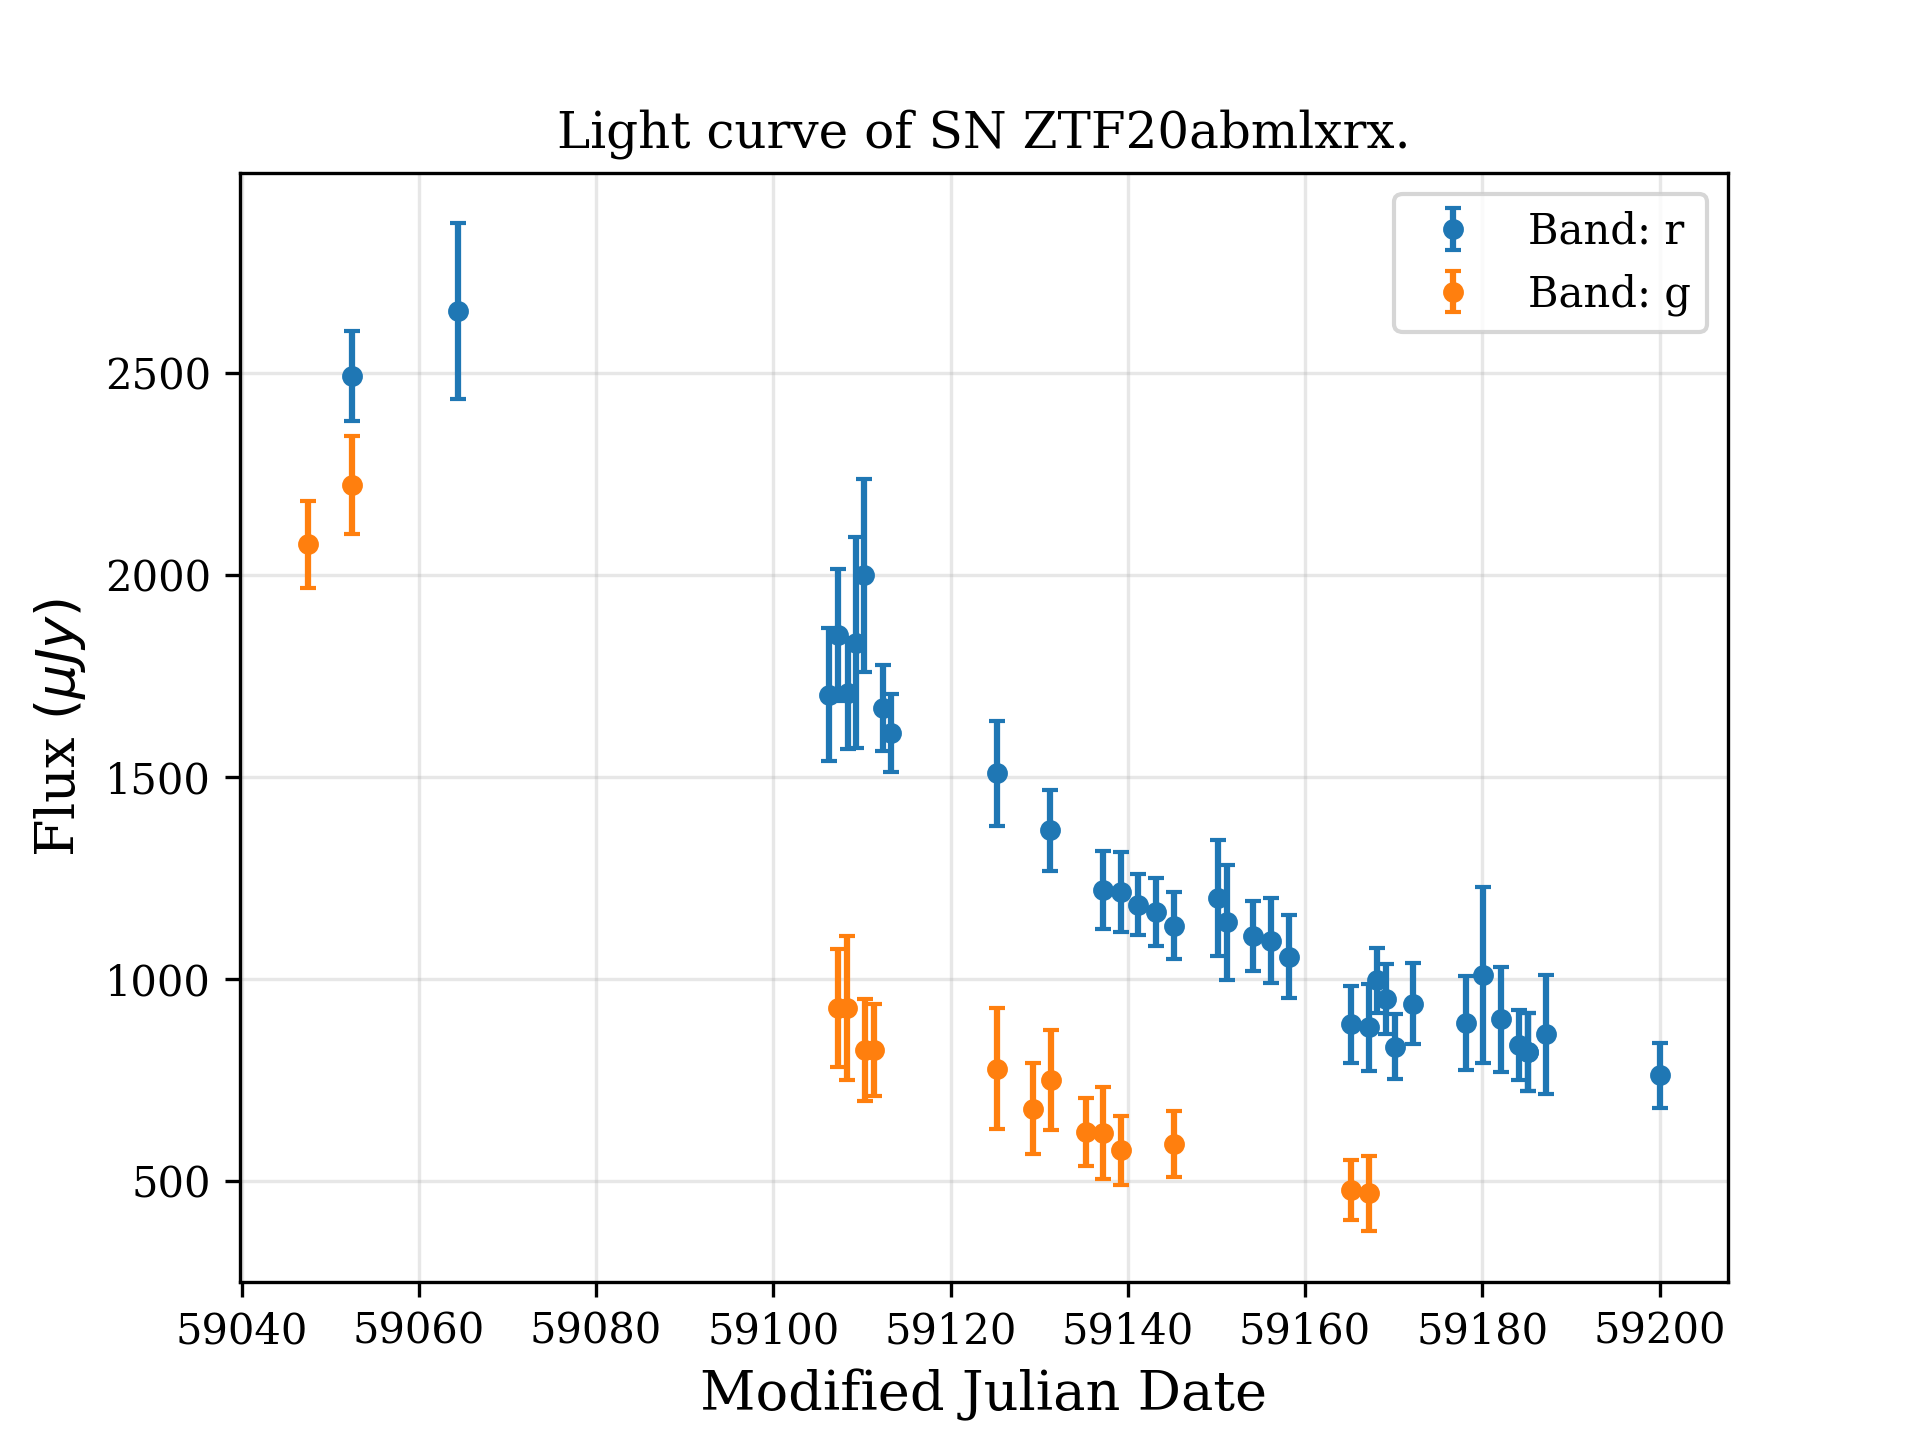 Light curve of SN ZTF20abmlxrx.
Band: r
Band: g
2500
2000
1500
1000
500
Flux (μJy)
59040 59060 59080 59100 59120 59140 59160 59180 59200
Modified Julian Date